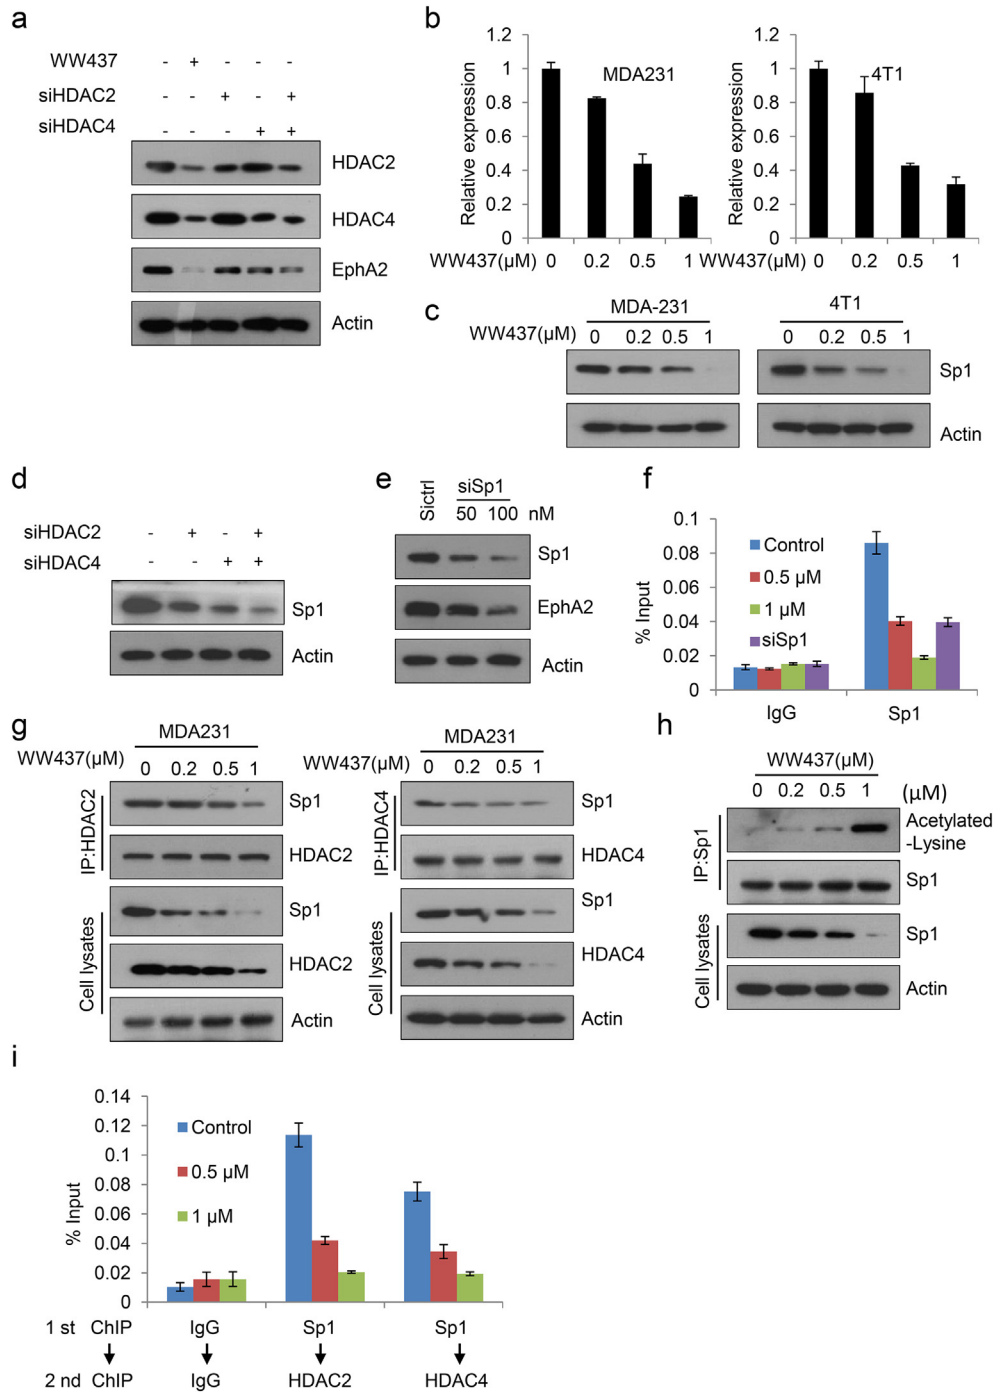 a
WW437 - + - - -
siHDAC2 - - + - +
siHDAC4 - - - + +
HDAC2
HDAC4
EphA2
Actin
b
Relative expression
1.2
1
0.8
0.6
0.4
0.2
0
MDA231
WW437(µM) 0 0.2 0.5 1
Relative expression
1.2
1
0.8
0.6
0.4
0.2
0
4T1
WW437(µM) 0 0.2 0.5 1
c
MDA-231 4T1
WW437(µM) 0 0.2 0.5 1 0 0.2 0.5 1
Sp1
Actin
d
siHDAC2 - + - +
siHDAC4 - - + +
Sp1
Actin
e
Sictrl
siSp1
50 100 nM
Sp1
EphA2
Actin
f
% Input
0.1
0.08
0.06
0.04
0.02
0
Control
0.5 µM
1 µM
siSp1
IgG Sp1
g
MDA231
WW437(µM) 0 0.2 0.5 1
IP:HDAC2
Sp1
HDAC2
Cell lysates
Sp1
HDAC2
Actin
MDA231
WW437(µM) 0 0.2 0.5 1
IP:HDAC4
Sp1
HDAC4
Cell lysates
Sp1
HDAC4
Actin
h
WW437(µM)
0 0.2 0.5 1 (µM)
IP:Sp1
Acetylated
-Lysine
Sp1
Cell lysates
Sp1
Actin
i
% Input
0.14
0.12
0.1
0.08
0.06
0.04
0.02
0
Control
0.5 µM
1 µM
1 st ChIP IgG Sp1 Sp1
2 nd ChIP IgG HDAC2 HDAC4